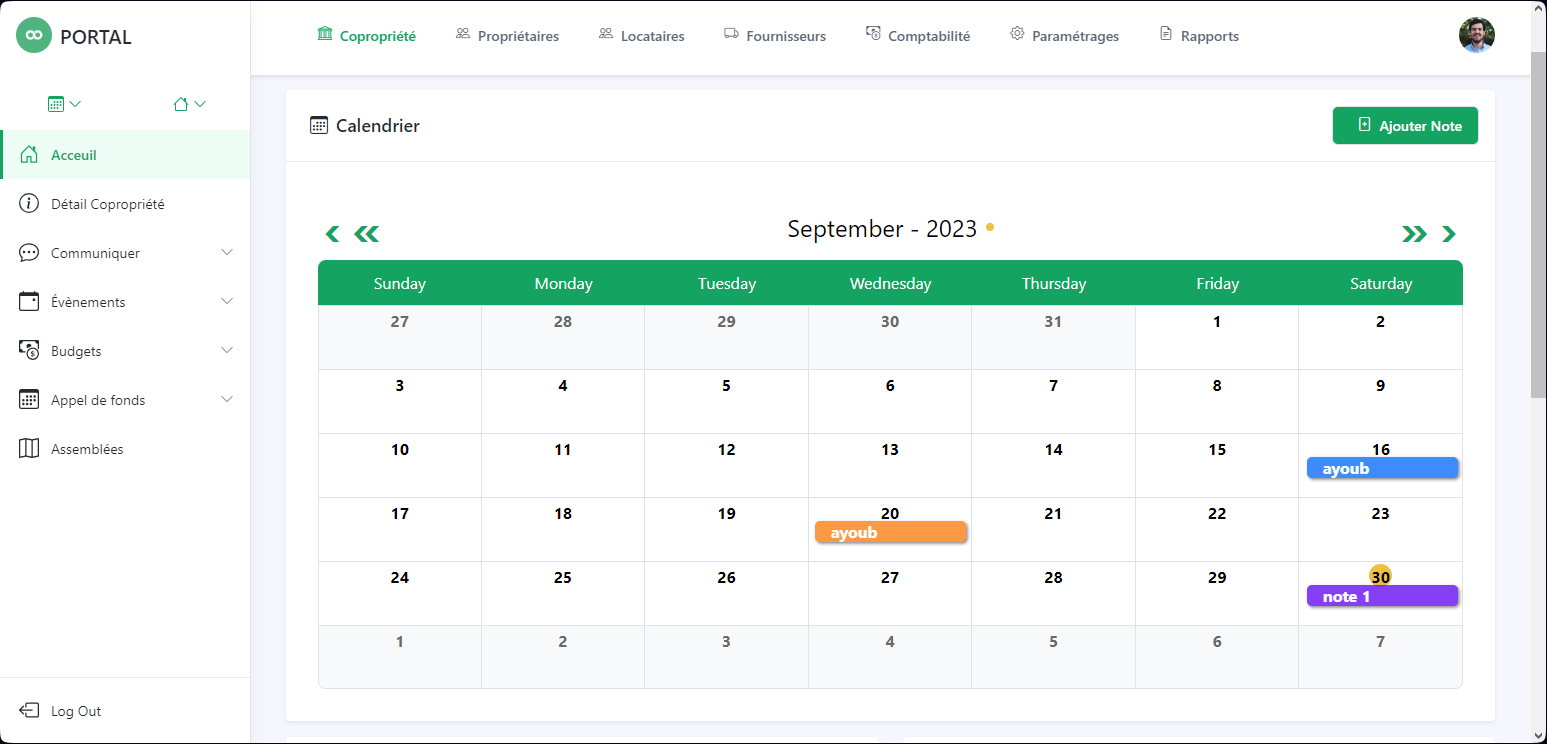 PORTAL
Copropriété Propriétaires Locataires Fournisseurs Comptabilité Paramétrages Rapports
Acceuil
Détail Copropriété
Communiquer
Évènements
Budgets
Appel de fonds
Assemblées
Log Out
Calendrier
Ajouter Note
September - 2023
Sunday Monday Tuesday Wednesday Thursday Friday Saturday
27 28 29 30 31 1 2
3 4 5 6 7 8 9
10 11 12 13 14 15 16
ayoub
17 18 19 20 21 22 23
ayoub
24 25 26 27 28 29 30
note 1
1 2 3 4 5 6 7